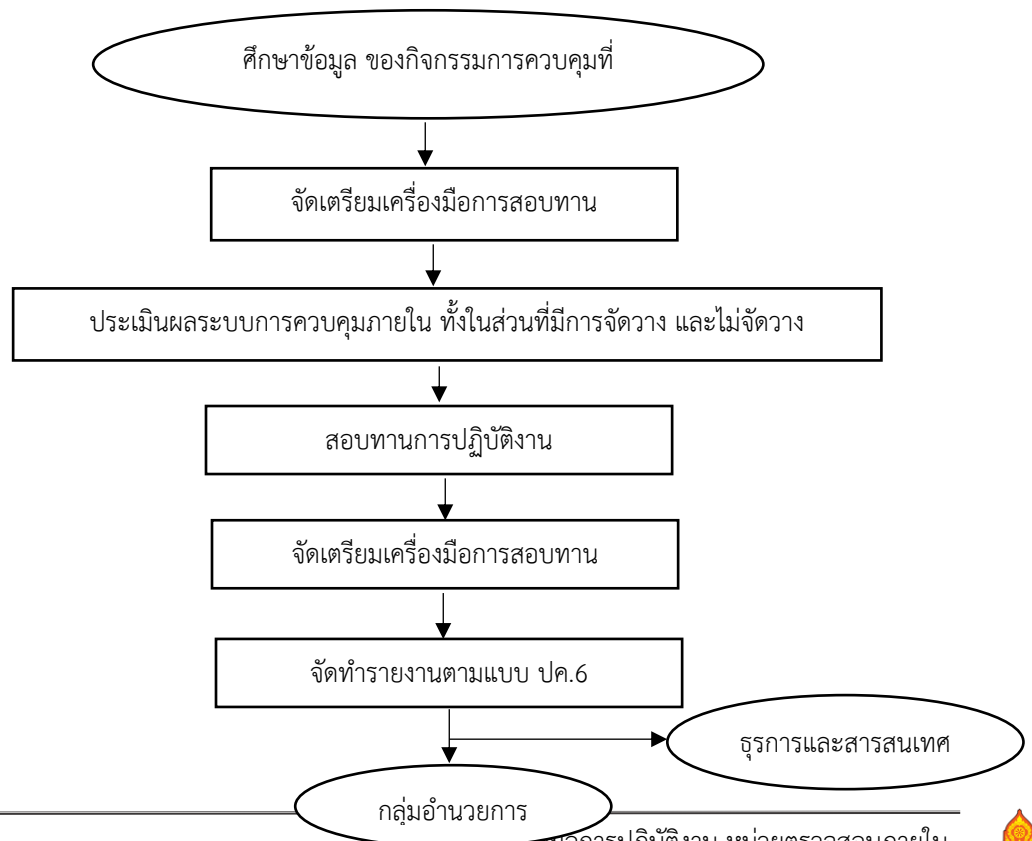 ศึกษาข้อมูล ของกิจกรรมการควบคุมที่
จัดเตรียมเครื่องมือการสอบทาน
ประเมินผลระบบการควบคุมภายใน ทั้งในส่วนที่มีการจัดวาง และไม่จัดวาง
สอบทานการปฏิบัติงาน
จัดเตรียมเครื่องมือการสอบทาน
จัดทำรายงานตามแบบ ปค.6
ธุรการและสารสนเทศ
กลุ่มอำนวยการ
การปฏิบัติงาน หน่วยตรวจสอบภายใน